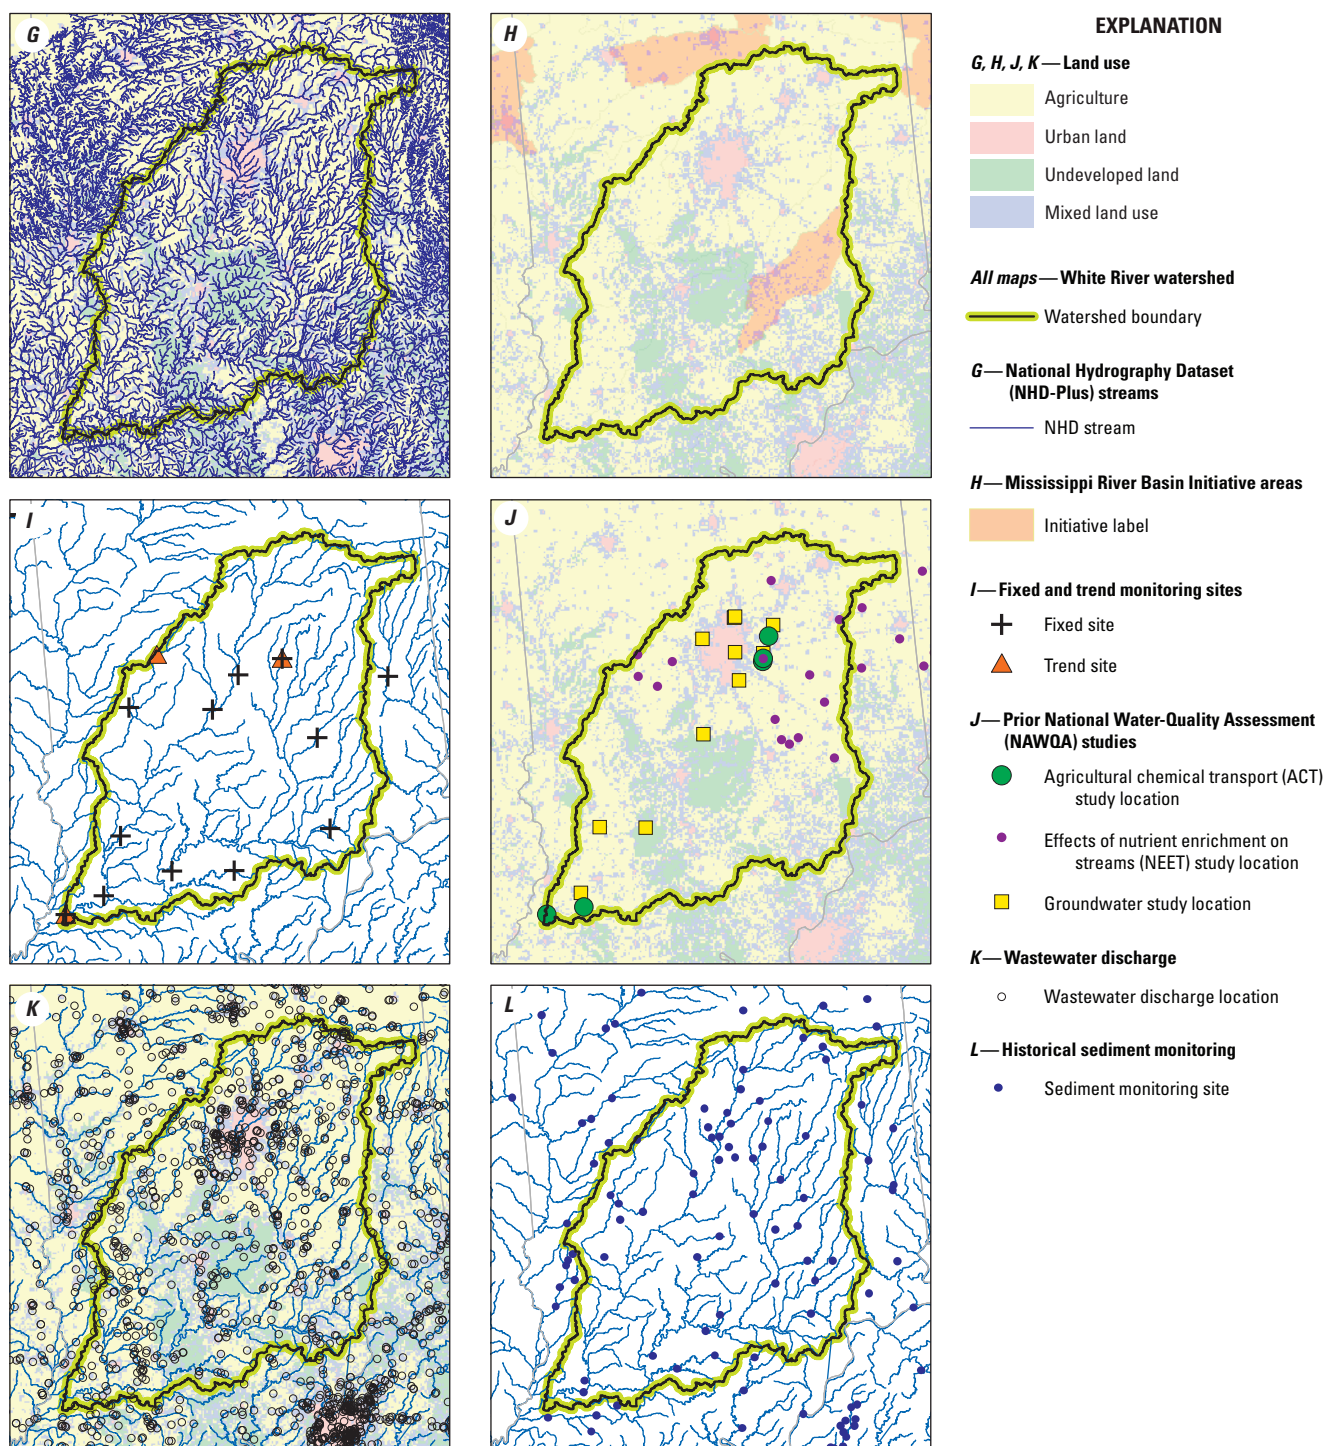 G
H
I
J
K
L
EXPLANATION
G, H, J, K—Land use
Agriculture
Urban land
Undeveloped land
Mixed land use
All maps—White River watershed
Watershed boundary
G—National Hydrography Dataset
(NHD-Plus) streams
NHD stream
H—Mississippi River Basin Initiative areas
Initiative label
I—Fixed and trend monitoring sites
Fixed site
Trend site
J—Prior National Water-Quality Assessment
(NAWQA) studies
Agricultural chemical transport (ACT)
study location
Effects of nutrient enrichment on
streams (NEET) study location
Groundwater study location
K—Wastewater discharge
Wastewater discharge location
L—Historical sediment monitoring
Sediment monitoring site